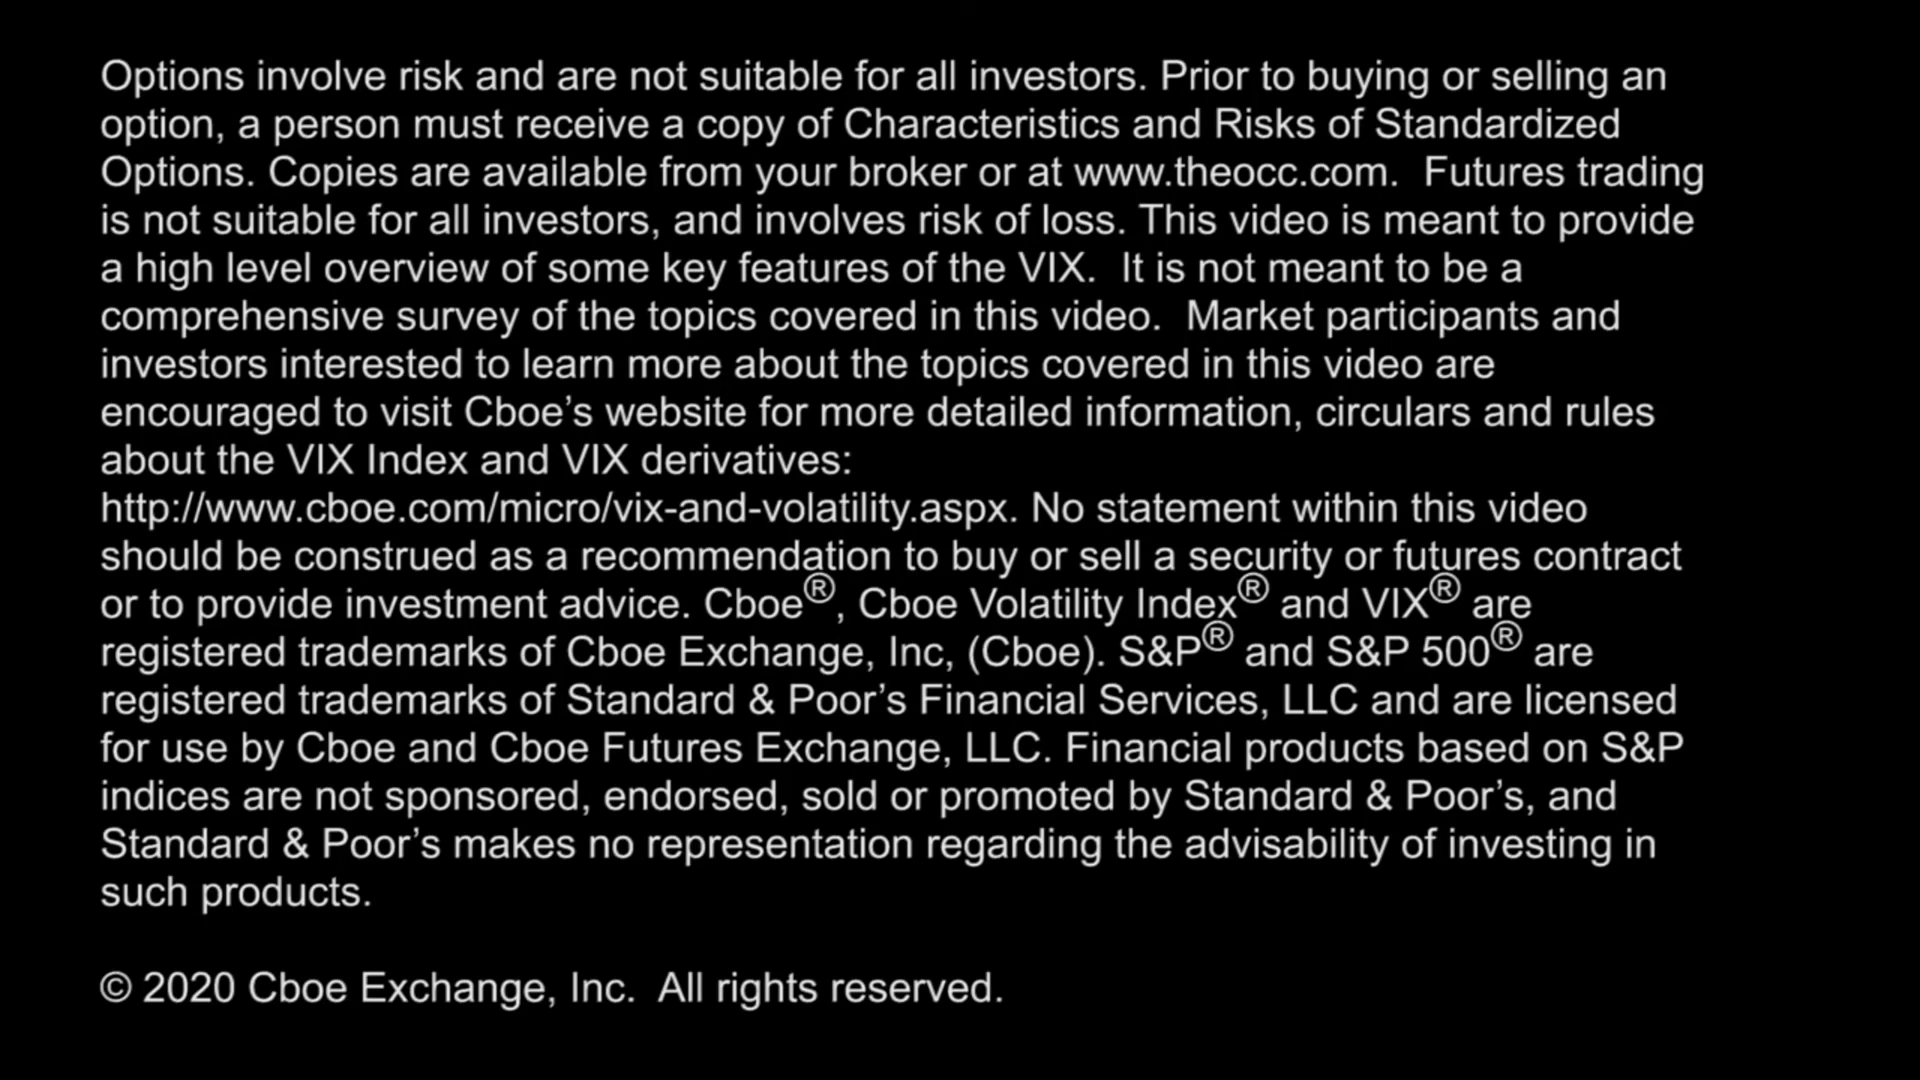 Options involve risk and are not suitable for all investors. Prior to buying or selling an
option, a person must receive a copy of Characteristics and Risks of Standardized
Options. Copies are available from your broker or at www.theocc.com.  Futures trading
is not suitable for all investors, and involves risk of loss. This video is meant to provide
a high level overview of some key features of the VIX.  It is not meant to be a
comprehensive survey of the topics covered in this video.  Market participants and
investors interested to learn more about the topics covered in this video are
encouraged to visit Cboe’s website for more detailed information, circulars and rules
about the VIX Index and VIX derivatives:
http://www.cboe.com/micro/vix-and-volatility.aspx. No statement within this video
should be construed as a recommendation to buy or sell a security or futures contract
or to provide investment advice. Cboe®, Cboe Volatility Index® and VIX® are
registered trademarks of Cboe Exchange, Inc, (Cboe). S&P® and S&P 500® are
registered trademarks of Standard & Poor’s Financial Services, LLC and are licensed
for use by Cboe and Cboe Futures Exchange, LLC. Financial products based on S&P
indices are not sponsored, endorsed, sold or promoted by Standard & Poor’s, and
Standard & Poor’s makes no representation regarding the advisability of investing in
such products.
© 2020 Cboe Exchange, Inc.  All rights reserved.